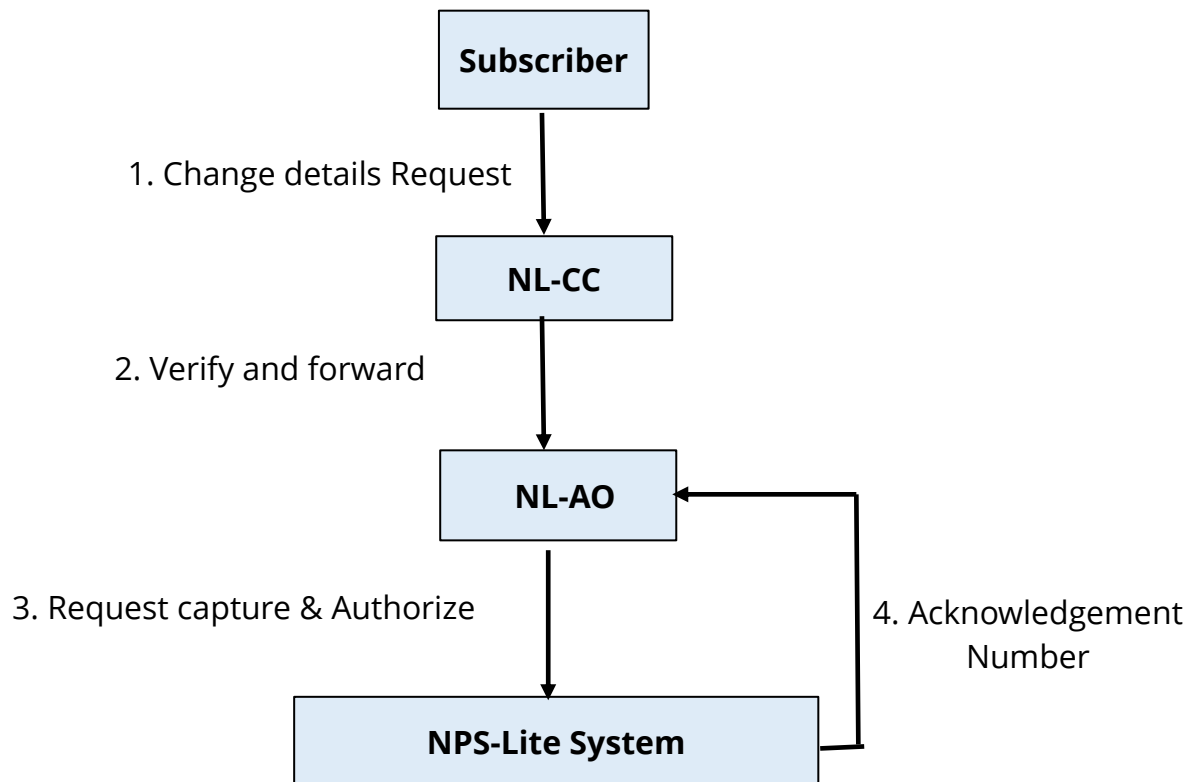 Subscriber
1. Change details Request
NL-CC
2. Verify and forward
NL-AO
3. Request capture & Authorize
4. Acknowledgement
Number
NPS-Lite System